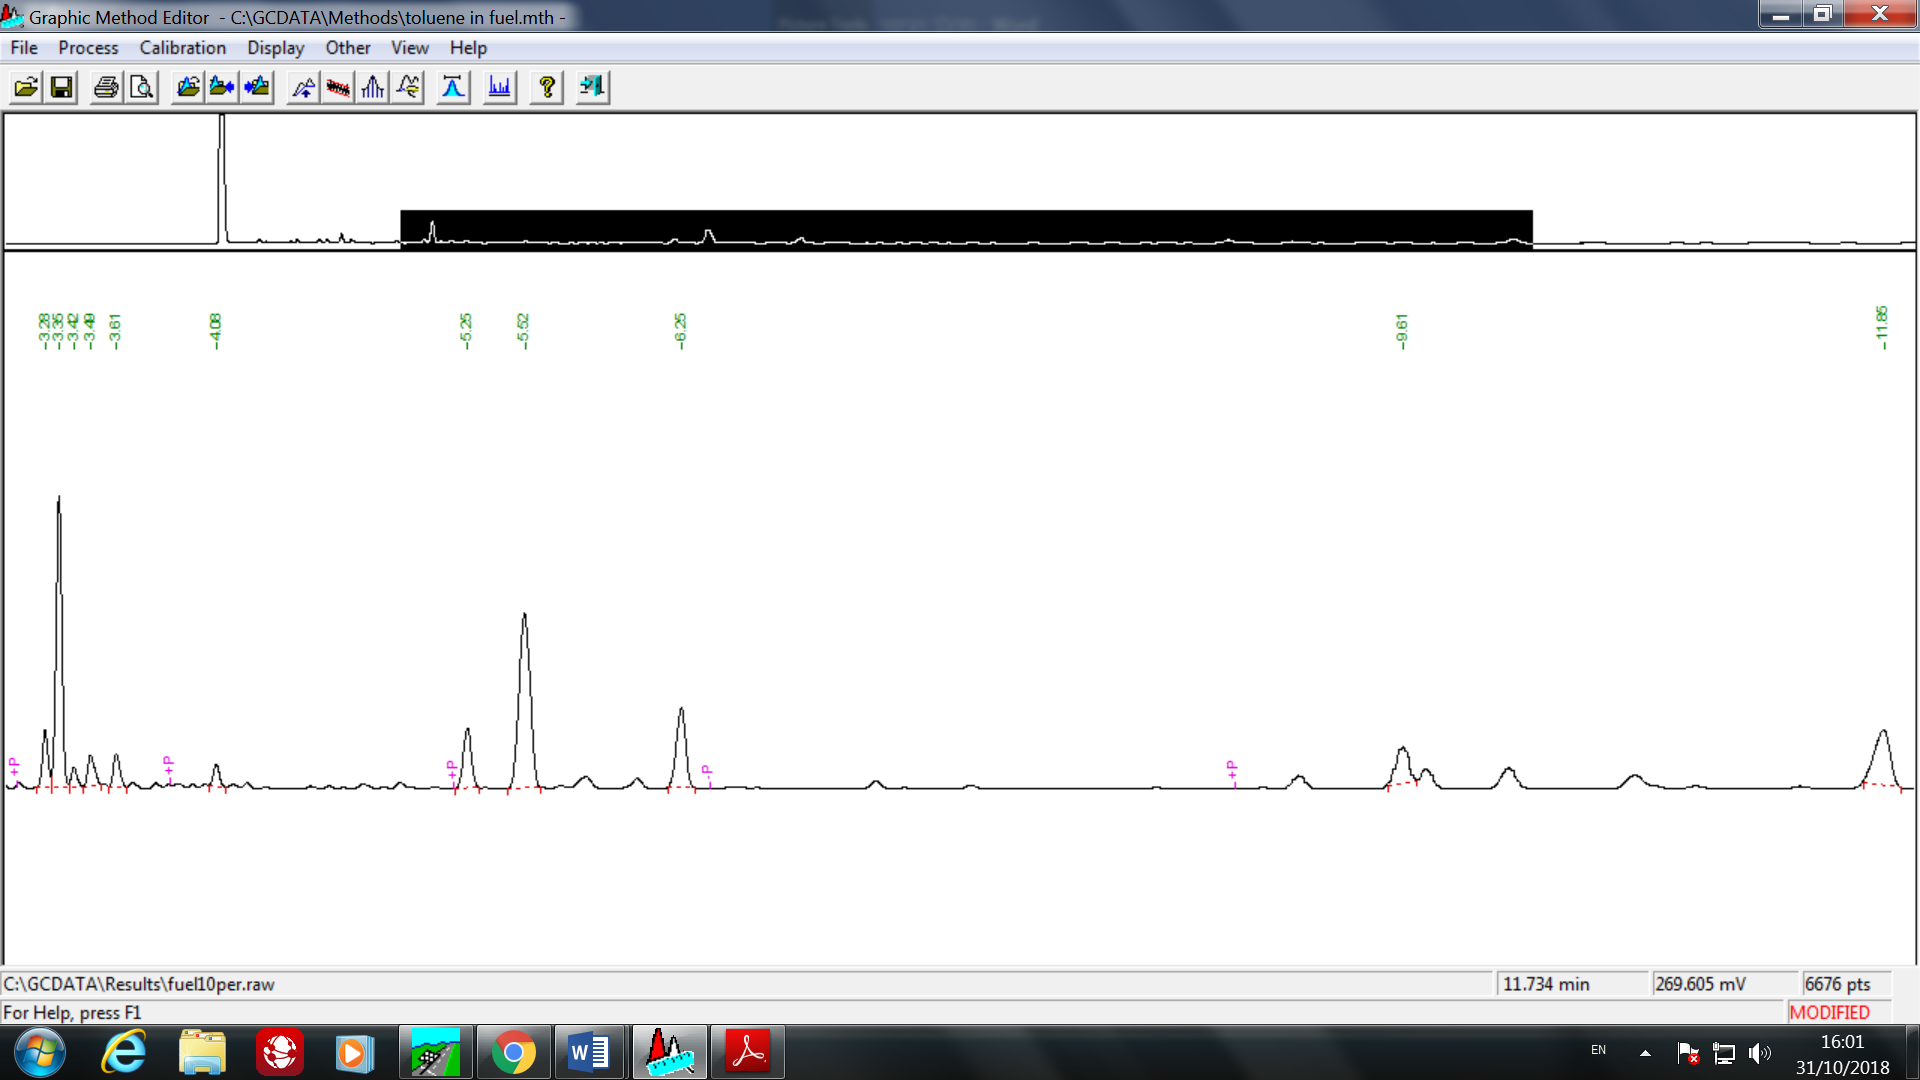 Graphic Method Editor - C:\GCDATA\Methods\toluene in fuel.mth -
File Process Calibration Display Other View Help
-3.28
-3.35
-3.42
-3.49
-3.61
-4.08
-5.25
-5.52
-6.25
-9.61
-11.85
+P
+P
+P
-P
+P
C:\GCDATA\Results\fuel10per.raw 11.734 min 269.605 mV 6676 pts
For Help, press F1 MODIFIED
EN 16:01
31/10/2018